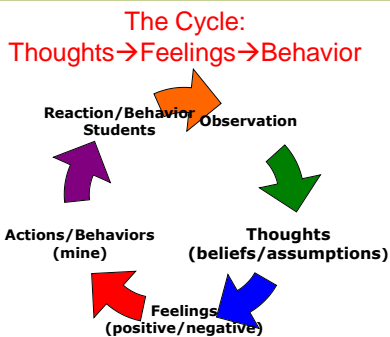 The Cycle:
Thoughts→Feelings→Behavior
Reaction/Behavior
Students
Observation
Thoughts
(beliefs/assumptions)
Feelings
(positive/negative)
Actions/Behaviors
(mine)